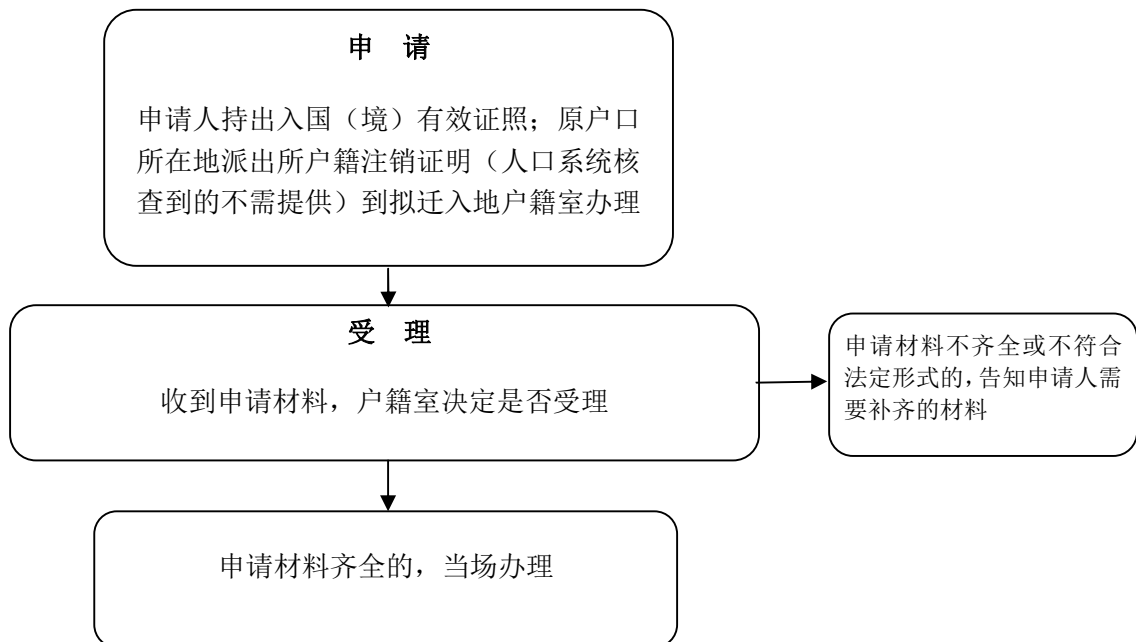 申 请
申请人持出入国（境）有效证照；原户口
所在地派出所户籍注销证明（人口系统核
查到的不需提供）到拟迁入地户籍室办理
受 理
收到申请材料，户籍室决定是否受理
申请材料不齐全或不符合
法定形式的，告知申请人需
要补齐的材料
申请材料齐全的，当场办理